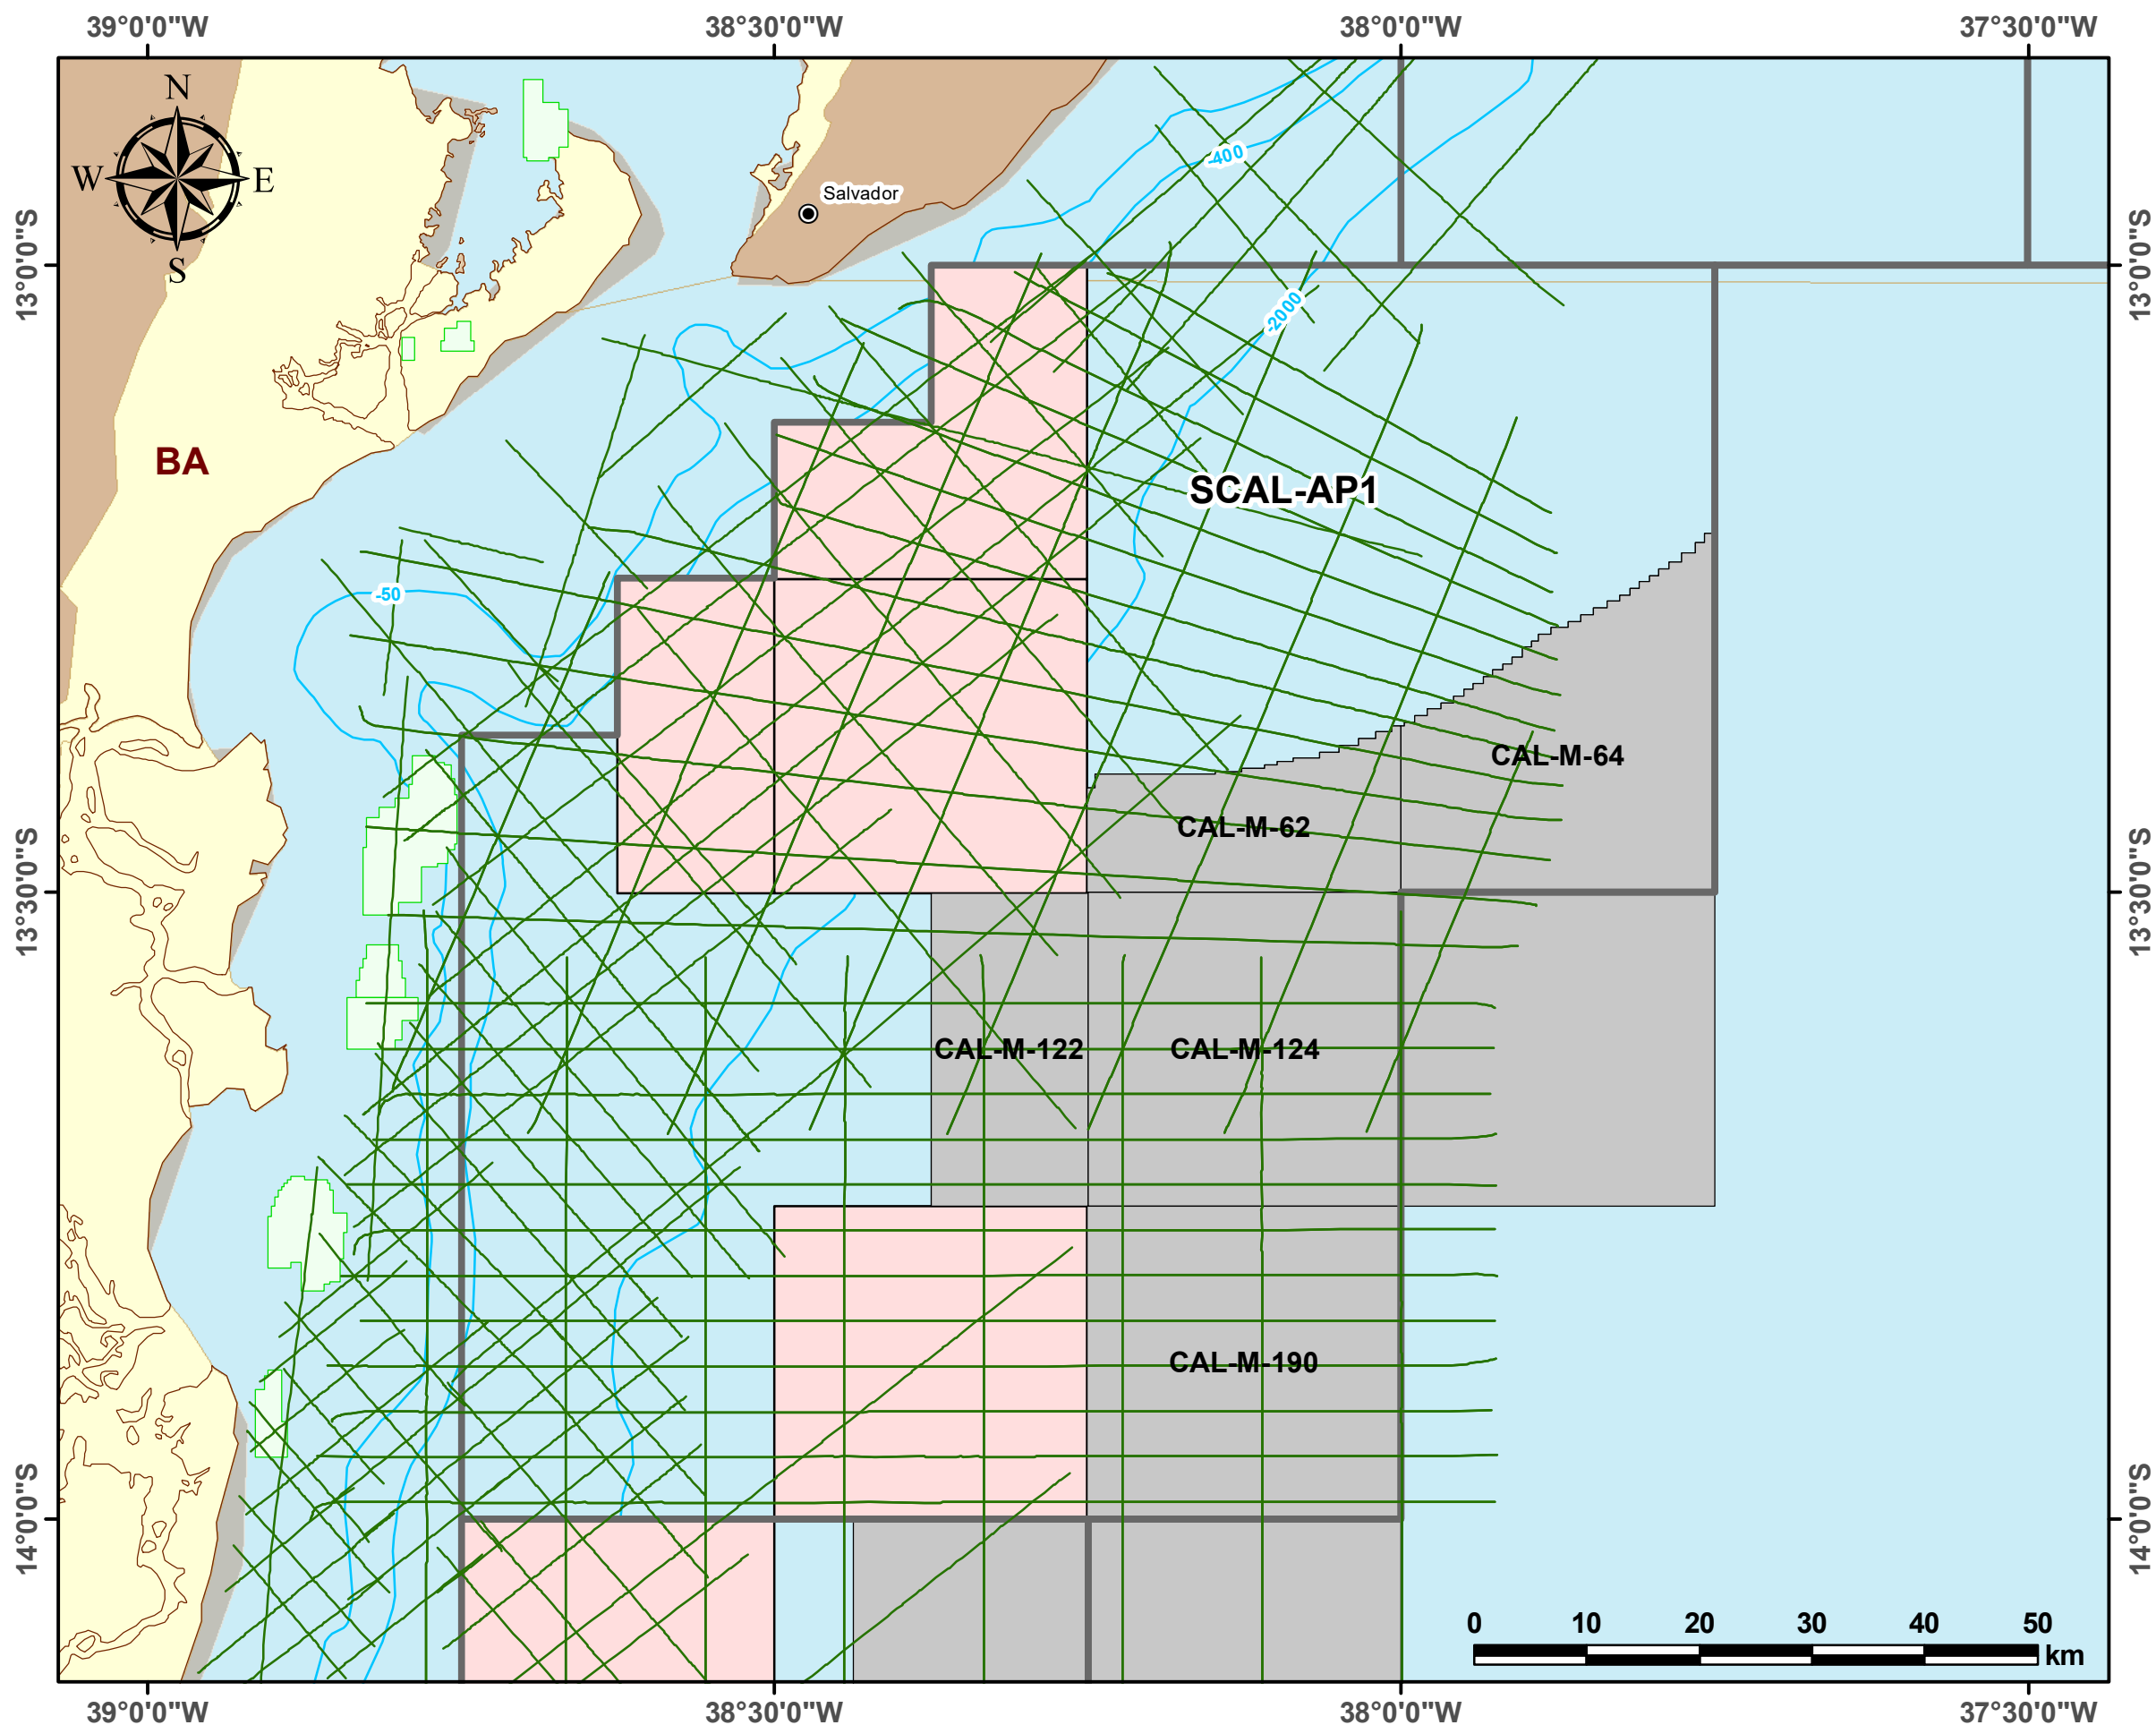 39°0'0"W 38°30'0"W 38°0'0"W 37°30'0"W
N
W E
S
Salvador
-400
13°0'0"S 13°0'0"S
-2000
BA
SCAL-AP1
-50
CAL-M-64
CAL-M-62
13°30'0"S 13°30'0"S
CAL-M-122 CAL-M-124
CAL-M-190
14°0'0"S 14°0'0"S
0 10 20 30 40 50
km
39°0'0"W 38°30'0"W 38°0'0"W 37°30'0"W